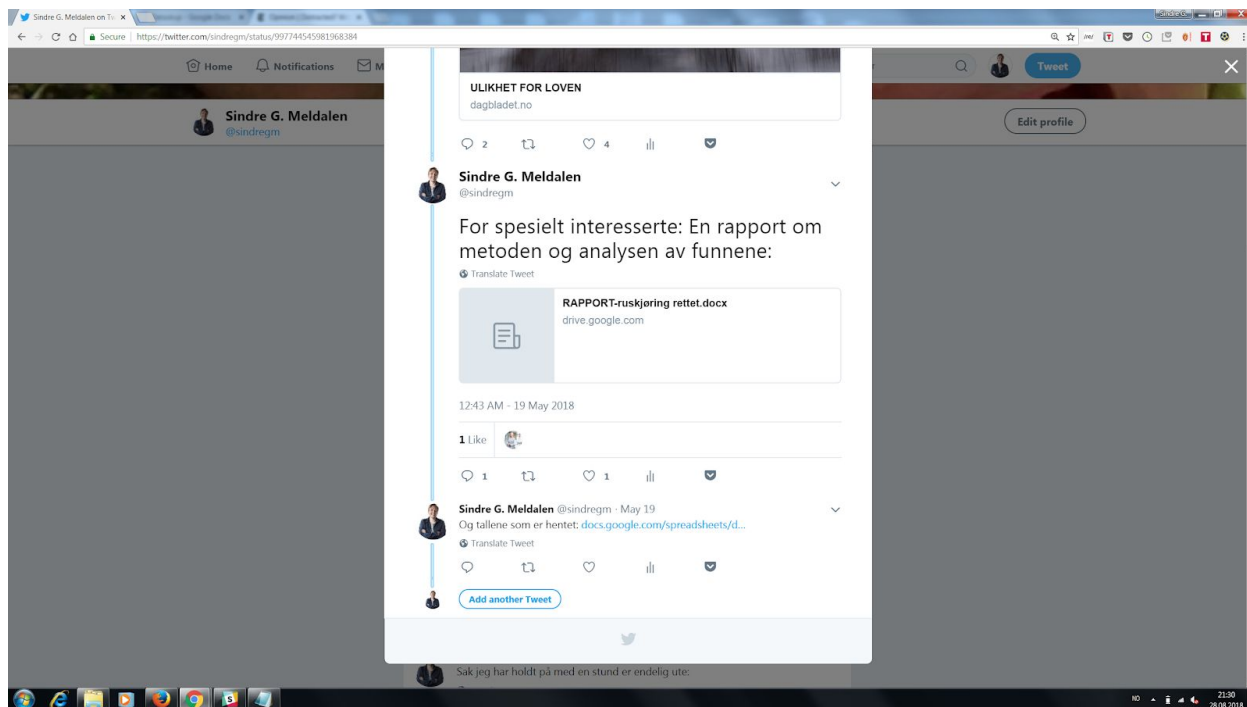 Sindre G. Meldalen on Tw
Sindre G.
Secure https://twitter.com/sindregm/status/997744545981968384
Home Notifications M
Tweet
Sindre G. Meldalen
@sindregm
Edit profile
ULIKHET FOR LOVEN
dagbladet.no
2 4
Sindre G. Meldalen
@sindregm
For spesielt interesserte: En rapport om
metoden og analysen av funnene:
Translate Tweet
RAPPORT-ruskjøring rettet.docx
drive.google.com
12:43 AM - 19 May 2018
1 Like
1 1
Sindre G. Meldalen @sindregm · May 19
Og tallene som er hentet: docs.google.com/spreadsheets/d...
Translate Tweet
Add another Tweet
Sak jeg har holdt på med en stund er endelig ute:
NO 21:30
28.08.2018